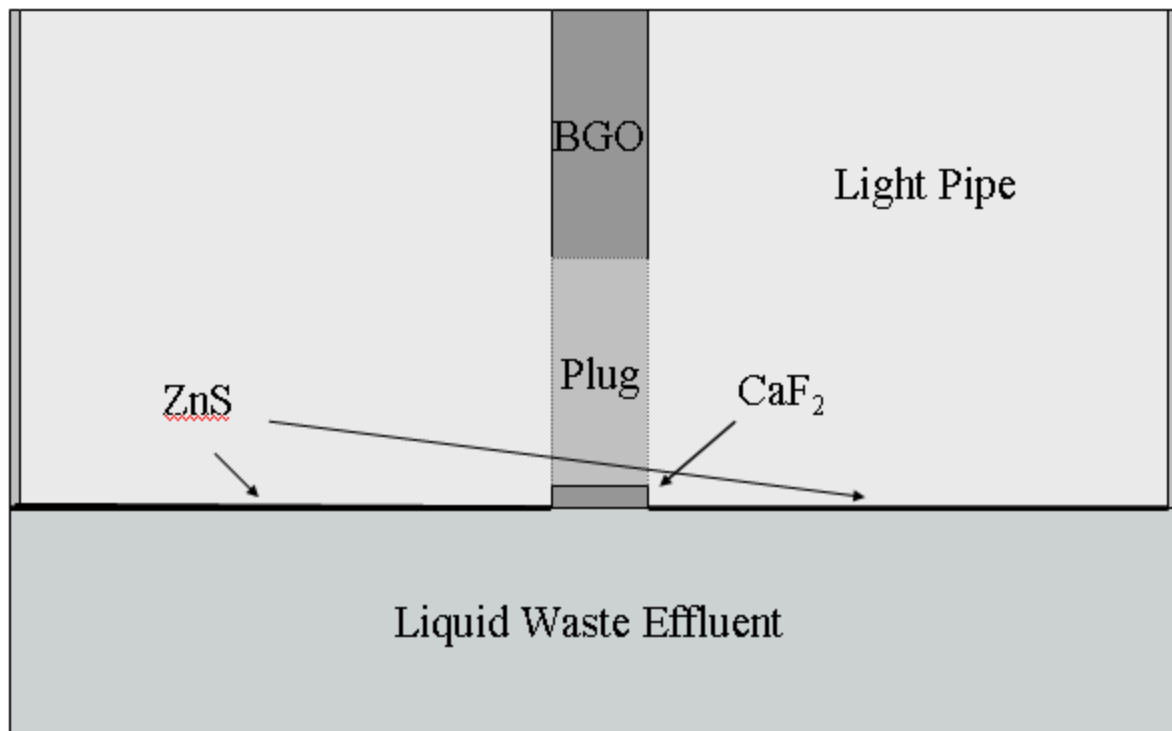 BGO
Light Pipe
Plug
ZnS
CaF₂
Liquid Waste Effluent